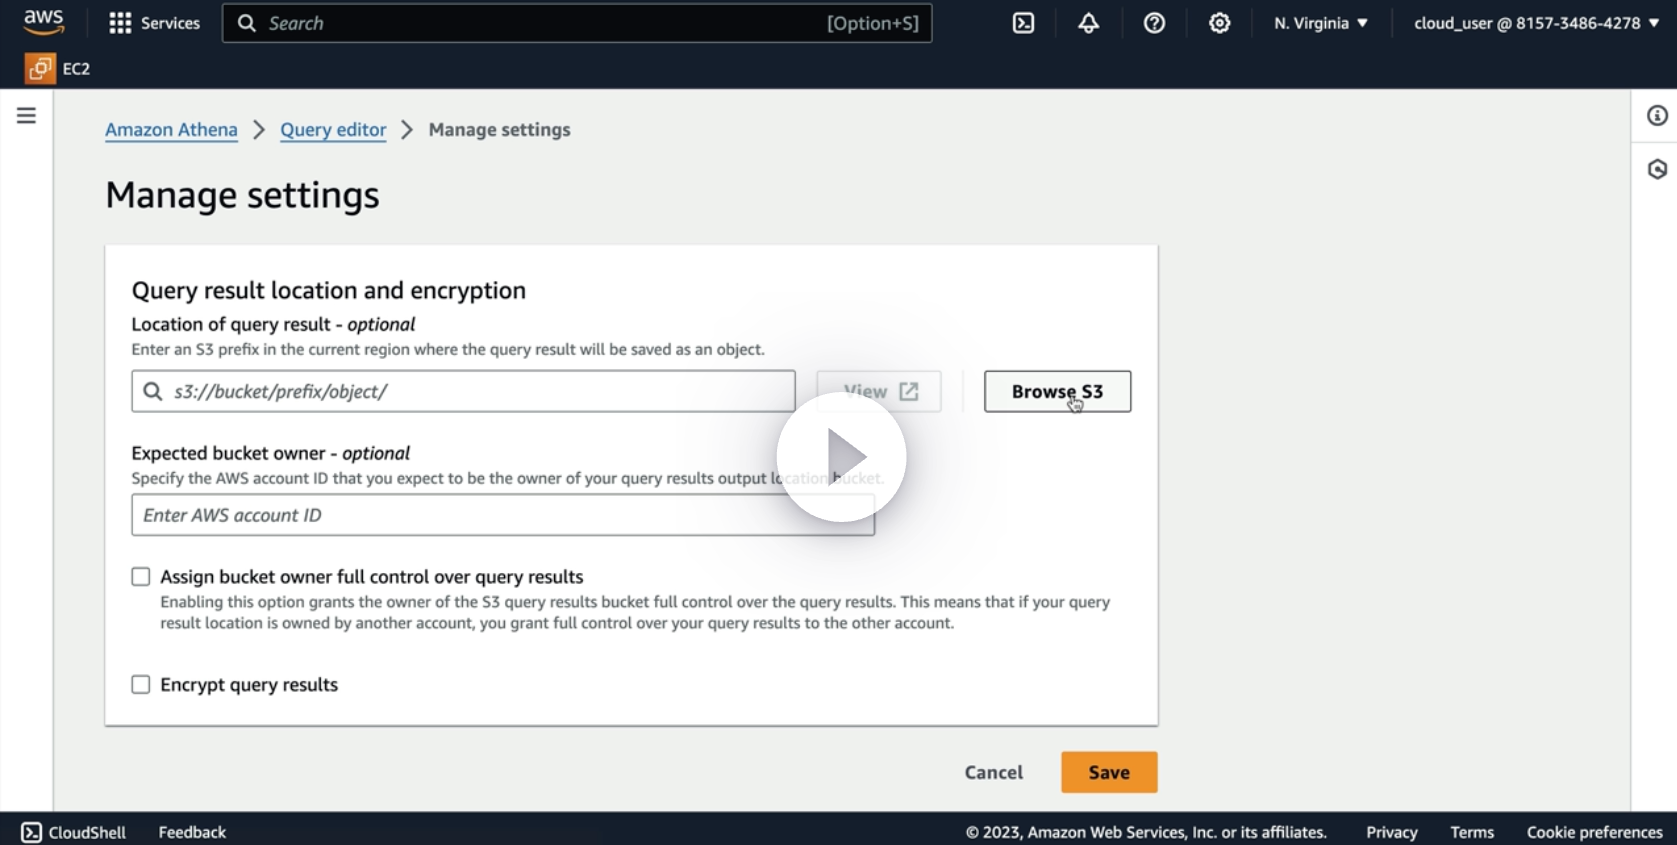 aws
Services
Search
[Option+S]
N. Virginia
cloud_user @ 8157-3486-4278
EC2
Amazon Athena
Query editor
Manage settings
Manage settings
Query result location and encryption
Location of query result - optional
Enter an S3 prefix in the current region where the query result will be saved as an object.
s3://bucket/prefix/object/
View
Browse S3
Expected bucket owner - optional
Specify the AWS account ID that you expect to be the owner of your query results output location bucket.
Enter AWS account ID
Assign bucket owner full control over query results
Enabling this option grants the owner of the S3 query results bucket full control over the query results. This means that if your query
result location is owned by another account, you grant full control over your query results to the other account.
Encrypt query results
Cancel
Save
CloudShell
Feedback
© 2023, Amazon Web Services, Inc. or its affiliates.
Privacy
Terms
Cookie preferences